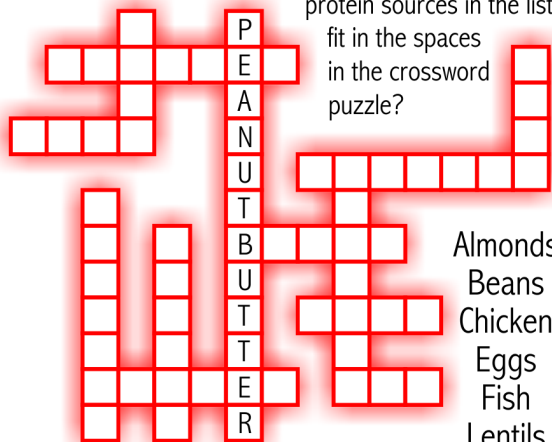 protein sources in the list
fit in the spaces
in the crossword
puzzle?
P
E
A
N
U
T
B
U
T
T
E
R
Almonds
Beans
Chicken
Eggs
Fish
Lentils